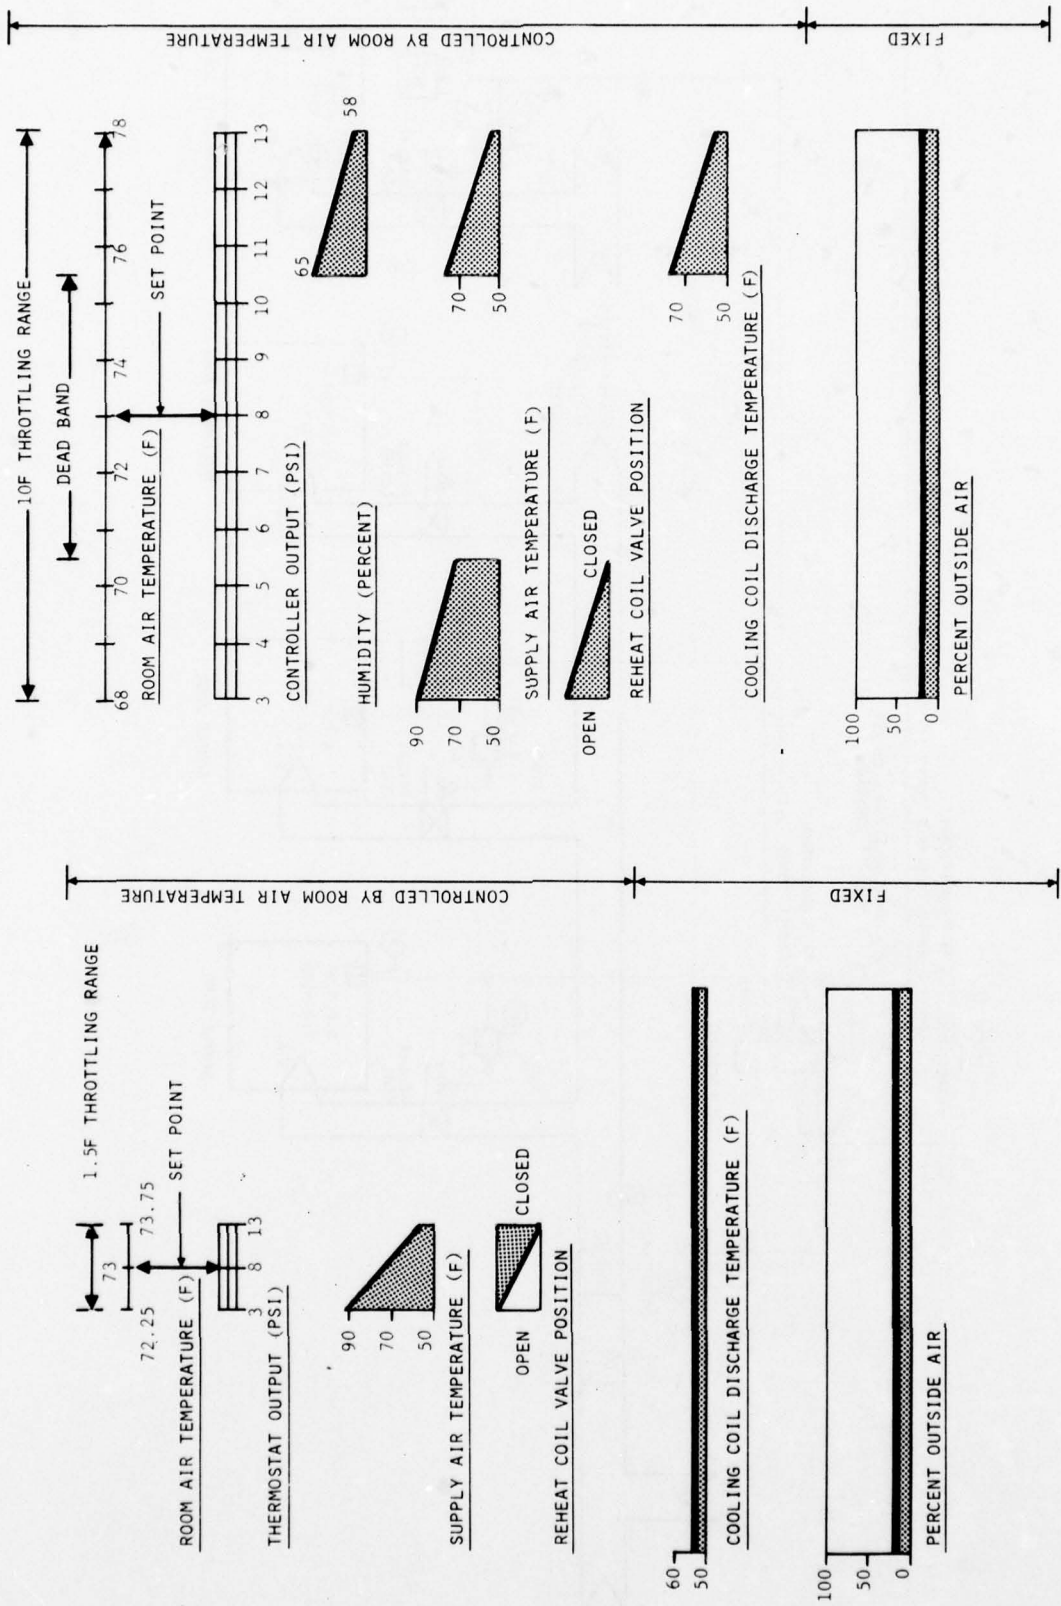 1.5F THROTTLING RANGE
73
72.25 73.75
SET POINT
ROOM AIR TEMPERATURE (F)
3 8 13
THERMOSTAT OUTPUT (PSI)
90
70
50
SUPPLY AIR TEMPERATURE (F)
OPEN CLOSED
REHEAT COIL VALVE POSITION
60
50
COOLING COIL DISCHARGE TEMPERATURE (F)
100
50
0
PERCENT OUTSIDE AIR
CONTROLLED BY ROOM AIR TEMPERATURE
FIXED
10F THROTTLING RANGE
DEAD BAND
68 70 72 74 76 78
SET POINT
ROOM AIR TEMPERATURE (F)
3 4 5 6 7 8 9 10 11 12 13
CONTROLLER OUTPUT (PSI)
65 58
HUMIDITY (PERCENT)
90
70
50
70
50
SUPPLY AIR TEMPERATURE (F)
OPEN CLOSED
REHEAT COIL VALVE POSITION
70
50
COOLING COIL DISCHARGE TEMPERATURE (F)
100
50
0
PERCENT OUTSIDE AIR
CONTROLLED BY ROOM AIR TEMPERATURE
FIXED